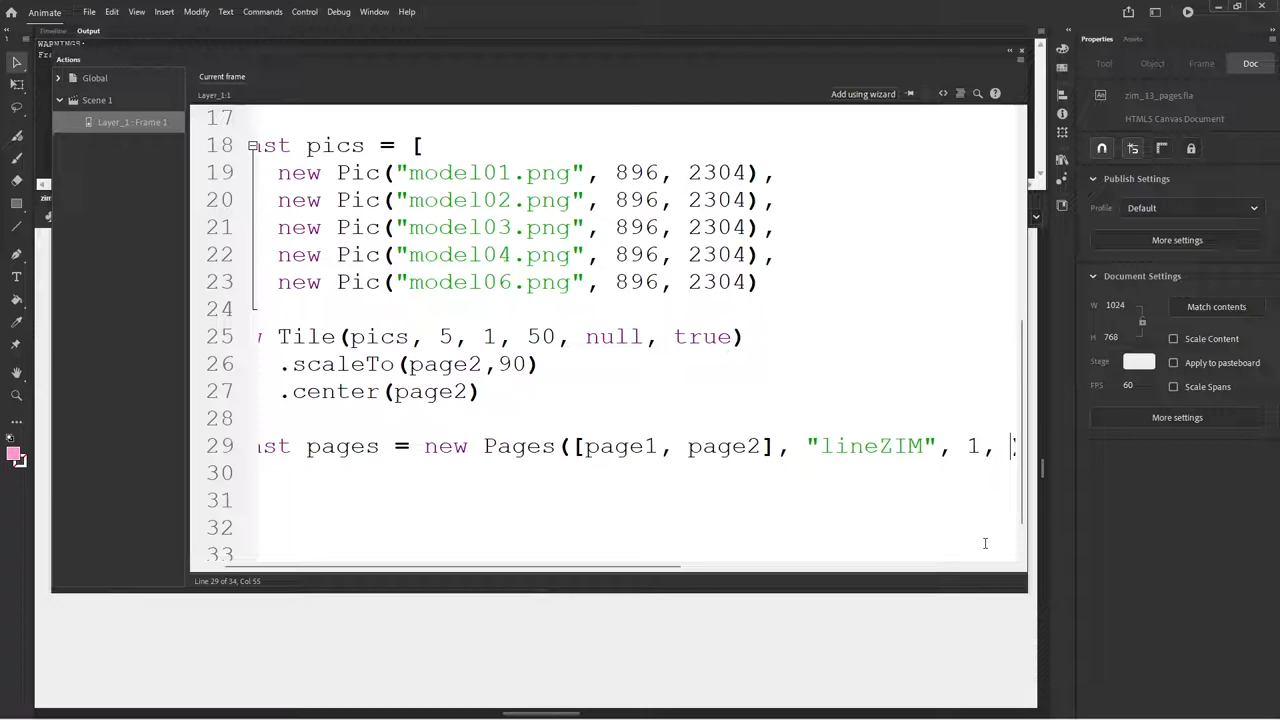 Animate File Edit View Insert Modify Text Commands Control Debug Window Help
Timeline Output
WARNINGS:
Actions
Global
Scene 1
Layer_1 : Frame 1
Current frame
Layer_1:1
Add using wizard
17
18 nst pics = [
19 new Pic("model01.png", 896, 2304),
20 new Pic("model02.png", 896, 2304),
21 new Pic("model03.png", 896, 2304),
22 new Pic("model04.png", 896, 2304),
23 new Pic("model06.png", 896, 2304)
24
25 Tile(pics, 5, 1, 50, null, true)
26 .scaleTo(page2,90)
27 .center(page2)
28
29 nst pages = new Pages([page1, page2], "lineZIM", 1,
30
31
32
33
Line 29 of 34, Col 55
Properties Assets
Tool Object Frame Doc
zim_13_pages.fla
HTML5 Canvas Document
Publish Settings
Profile Default
More settings
Document Settings
W 1024 Match contents
H 768 Scale Content
Stage Apply to pasteboard
FPS 60 Scale Spans
More settings